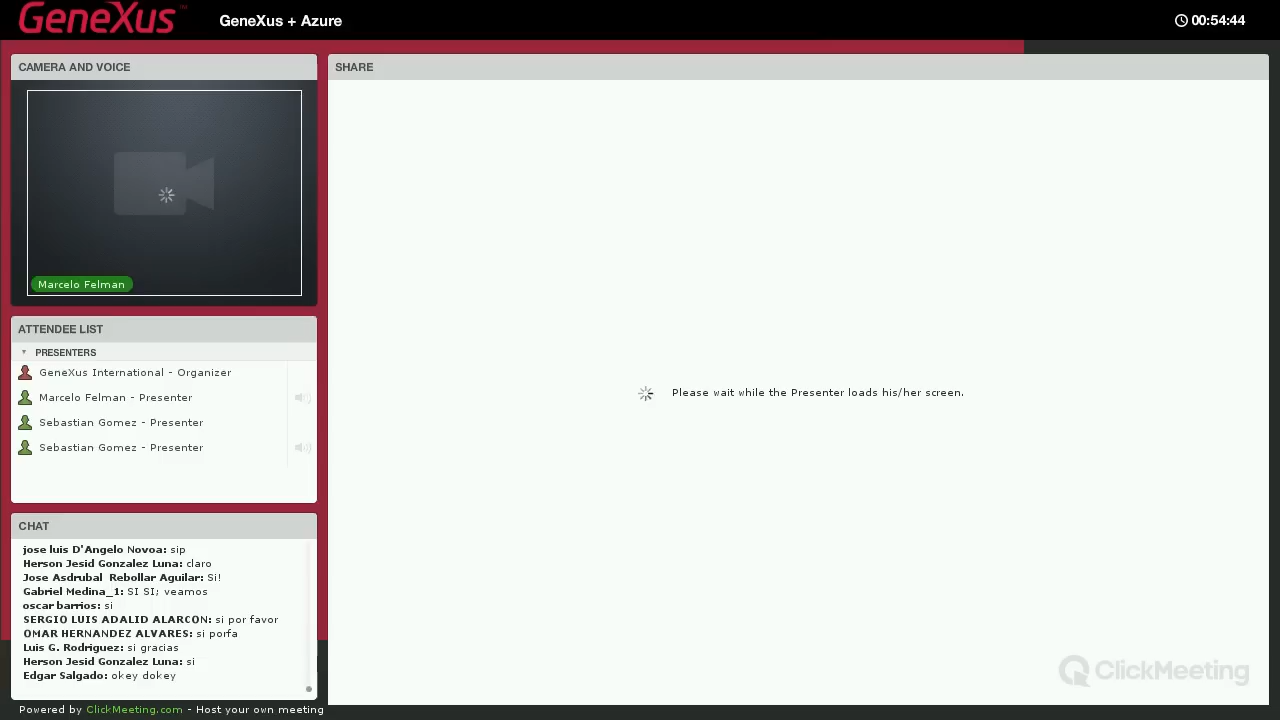 GeneXus™
GeneXus + Azure
00:54:44
CAMERA AND VOICE
Marcelo Felman
ATTENDEE LIST
PRESENTERS
GeneXus International - Organizer
Marcelo Felman - Presenter
Sebastian Gomez - Presenter
Sebastian Gomez - Presenter
CHAT
jose luis D'Angelo Novoa: sip
Herson Jesid Gonzalez Luna: claro
Jose Asdrubal Rebollar Aguilar: Si!
Gabriel Medina_1: SI SI; veamos
oscar barrios: si
SERGIO LUIS ADALID ALARCON: si por favor
OMAR HERNANDEZ ALVARES: si porfa
Luis G. Rodriguez: si gracias
Herson Jesid Gonzalez Luna: si
Edgar Salgado: okey dokey
Powered by ClickMeeting.com - Host your own meeting
SHARE
Please wait while the Presenter loads his/her screen.
ClickMeeting